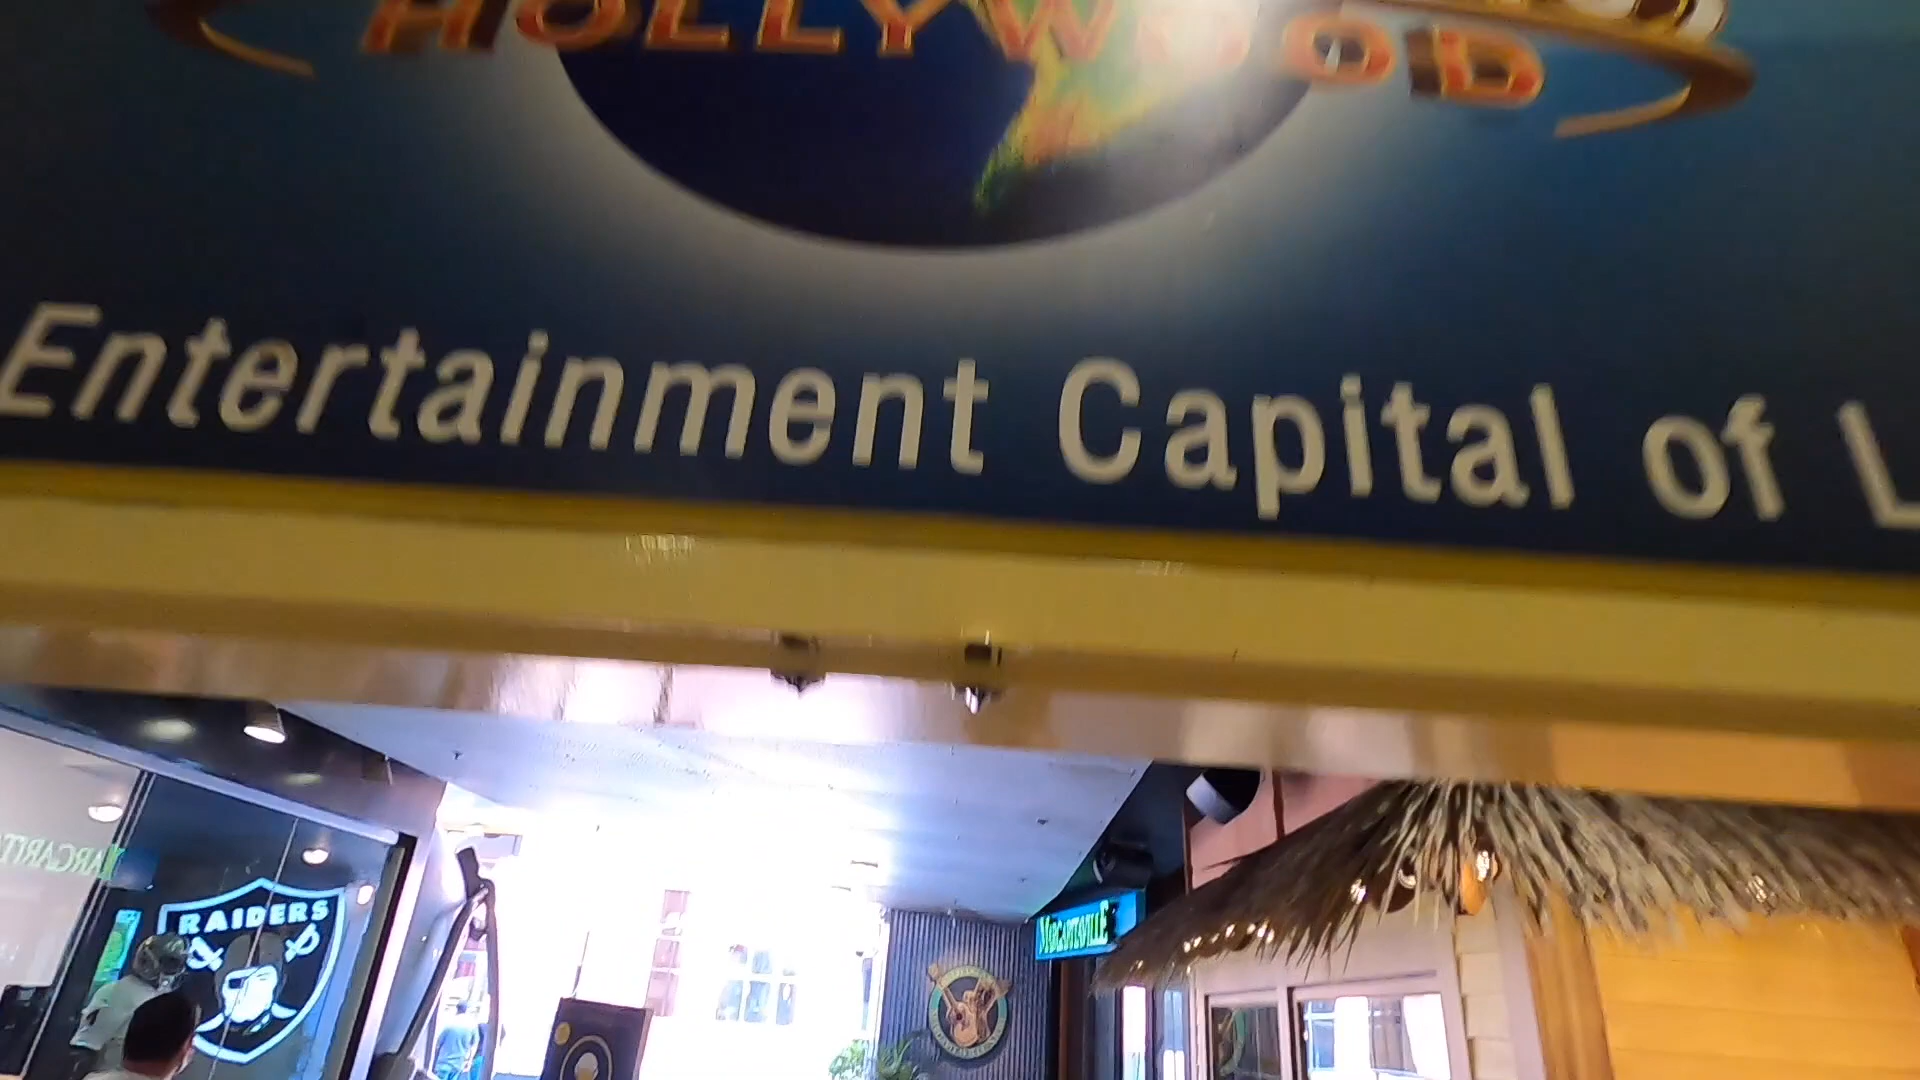 HOLLYWOOD
Entertainment Capital of L
RAIDERS
MARGARITAVILLE